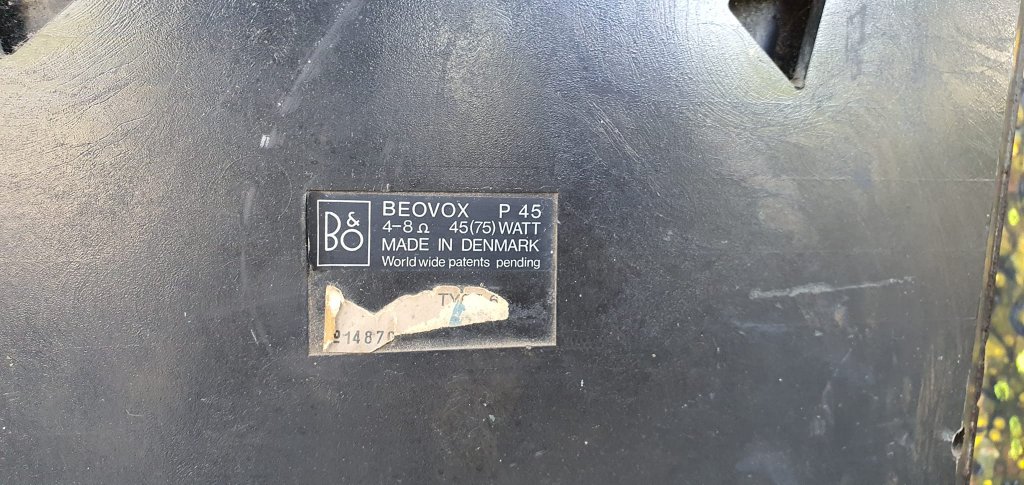 B&O
BEOVOX P 45
4-8 Ω 45(75) WATT
MADE IN DENMARK
World wide patents pending